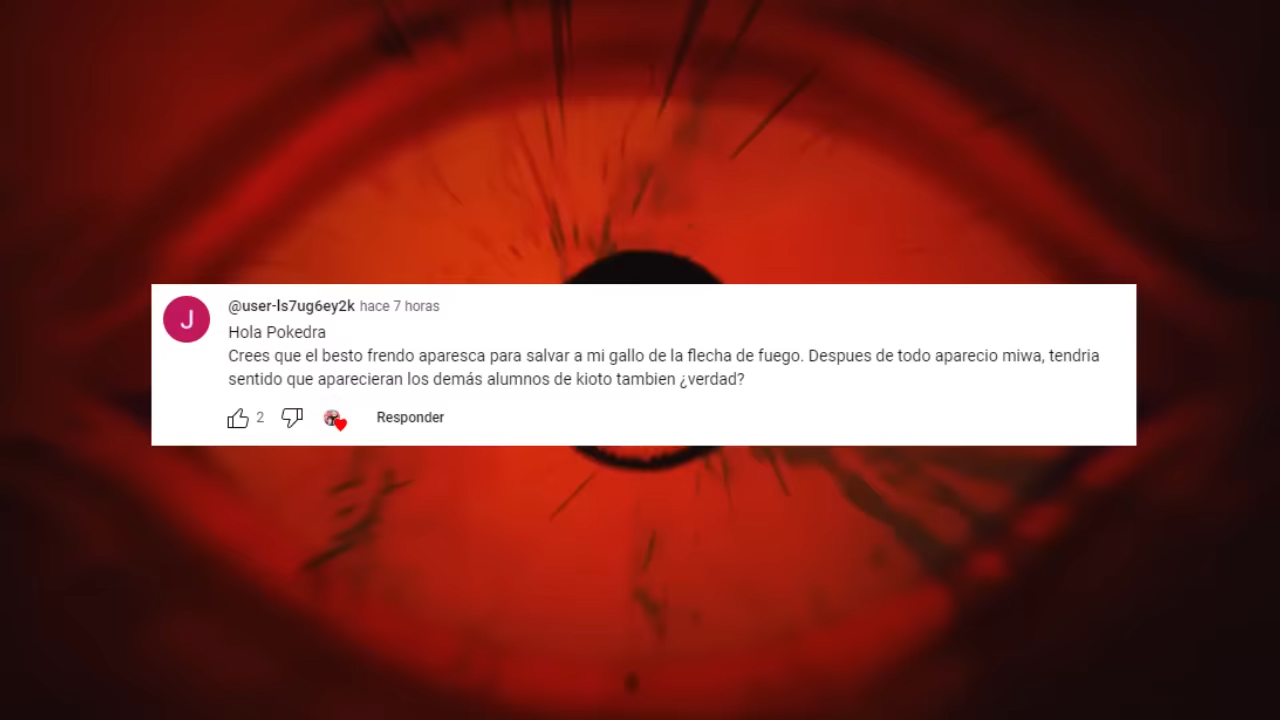 J
@user-ls7ug6ey2k hace 7 horas
Hola Pokedra
Crees que el besto frendo aparesca para salvar a mi gallo de la flecha de fuego. Despues de todo aparecio miwa, tendria
sentido que aparecieran los demás alumnos de kioto tambien ¿verdad?
2 Responder